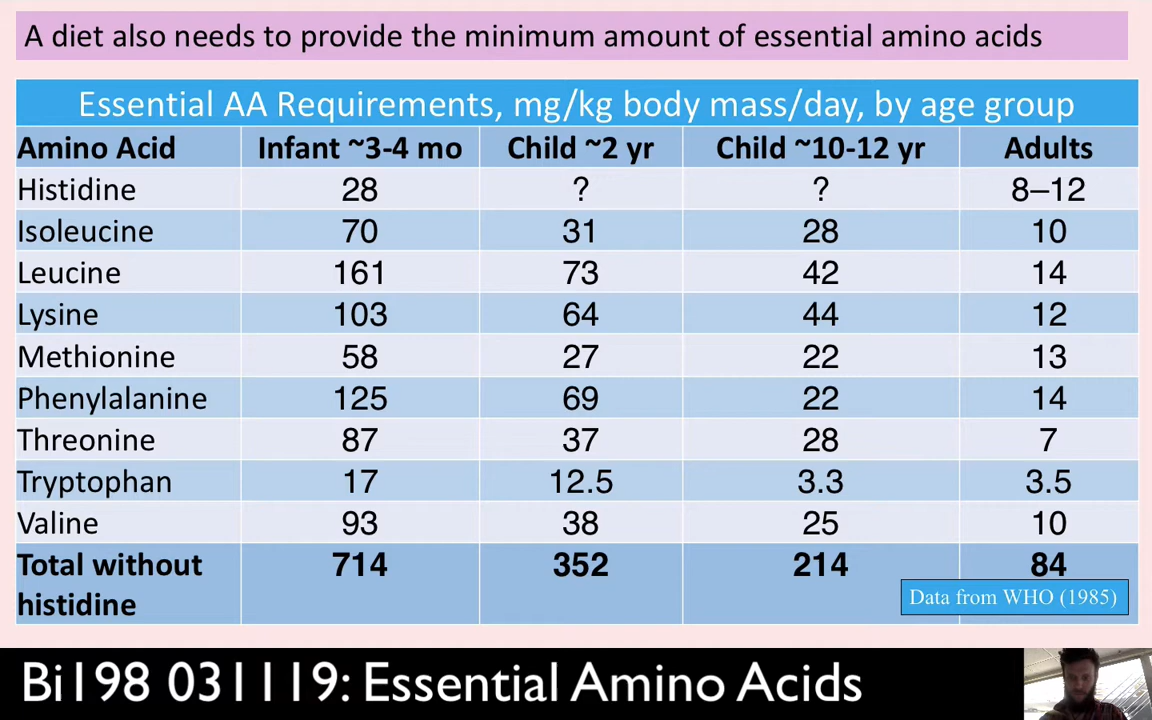 A diet also needs to provide the minimum amount of essential amino acids
Essential AA Requirements, mg/kg body mass/day, by age group
Amino Acid Infant ~3-4 mo Child ~2 yr Child ~10-12 yr Adults
Histidine 28 ? ? 8–12
Isoleucine 70 31 28 10
Leucine 161 73 42 14
Lysine 103 64 44 12
Methionine 58 27 22 13
Phenylalanine 125 69 22 14
Threonine 87 37 28 7
Tryptophan 17 12.5 3.3 3.5
Valine 93 38 25 10
Total without 714 352 214 84
histidine
Data from WHO (1985)
Bi198 031119: Essential Amino Acids